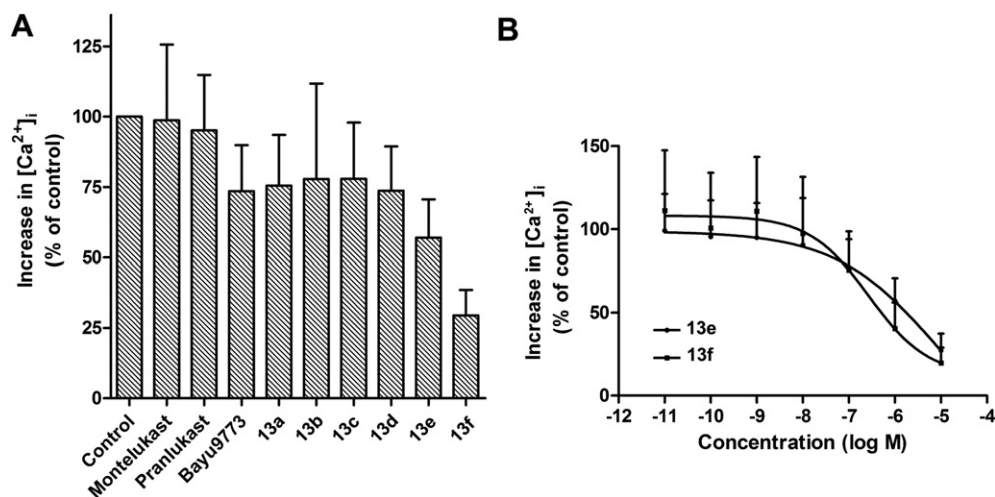 A
Increase in [Ca²⁺]ᵢ
(% of control)
125
100
75
50
25
0
Control
Montelukast
Pranlukast
Bayu9773
13a
13b
13c
13d
13e
13f
B
Increase in [Ca²⁺]ᵢ
(% of control)
150
100
50
0
13e
13f
-12 -11 -10 -9 -8 -7 -6 -5 -4
Concentration (log M)